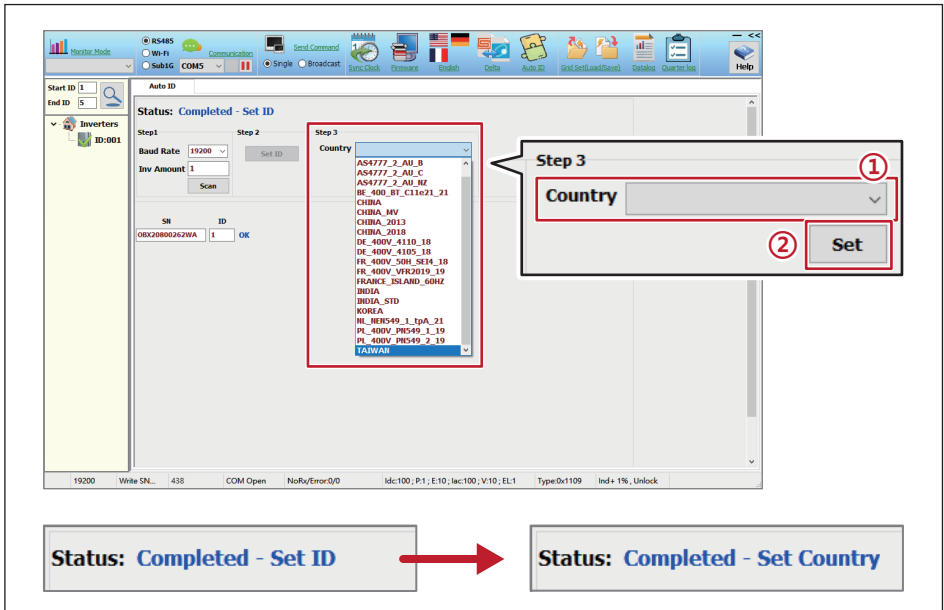 Monitor Mode
RS485
Wi-Fi
Sub1G
COM5
Communication
Send Command
Single
Broadcast
Sync Clock
Firmware
English
Delta
Auto ID
Grid Set(Load/Save)
Datalog
Quarter log
— <<
Help
Start ID 1
End ID 5
Inverters
ID:001
Auto ID
Status: Completed - Set ID
Step1
Baud Rate 19200
Inv Amount 1
Scan
Step 2
Set ID
Step 3
Country
AS4777_2_AU_B
AS4777_2_AU_C
AS4777_2_AU_NZ
BE_400_BT_C11e21_21
CHINA
CHINA_MV
CHINA_2013
CHINA_2018
DE_400V_4110_18
DE_400V_4105_18
FR_400V_50H_SEI4_18
FR_400V_VFR2019_19
FRANCE_ISLAND_60HZ
INDIA
INDIA_STD
KOREA
NL_NEN549_1_tpA_21
PL_400V_PN549_1_19
PL_400V_PN549_2_19
TAIWAN
SN ID
OBX20800262WA 1 OK
Step 3
①
Country
②
Set
19200 Write SN... 438 COM Open NoRx/Error:0/0 Idc:100 ; P:1 ; E:10 ; Iac:100 ; V:10 ; EL:1 Type:0x1109 Ind+ 1% , Unlock
Status: Completed - Set ID
Status: Completed - Set Country